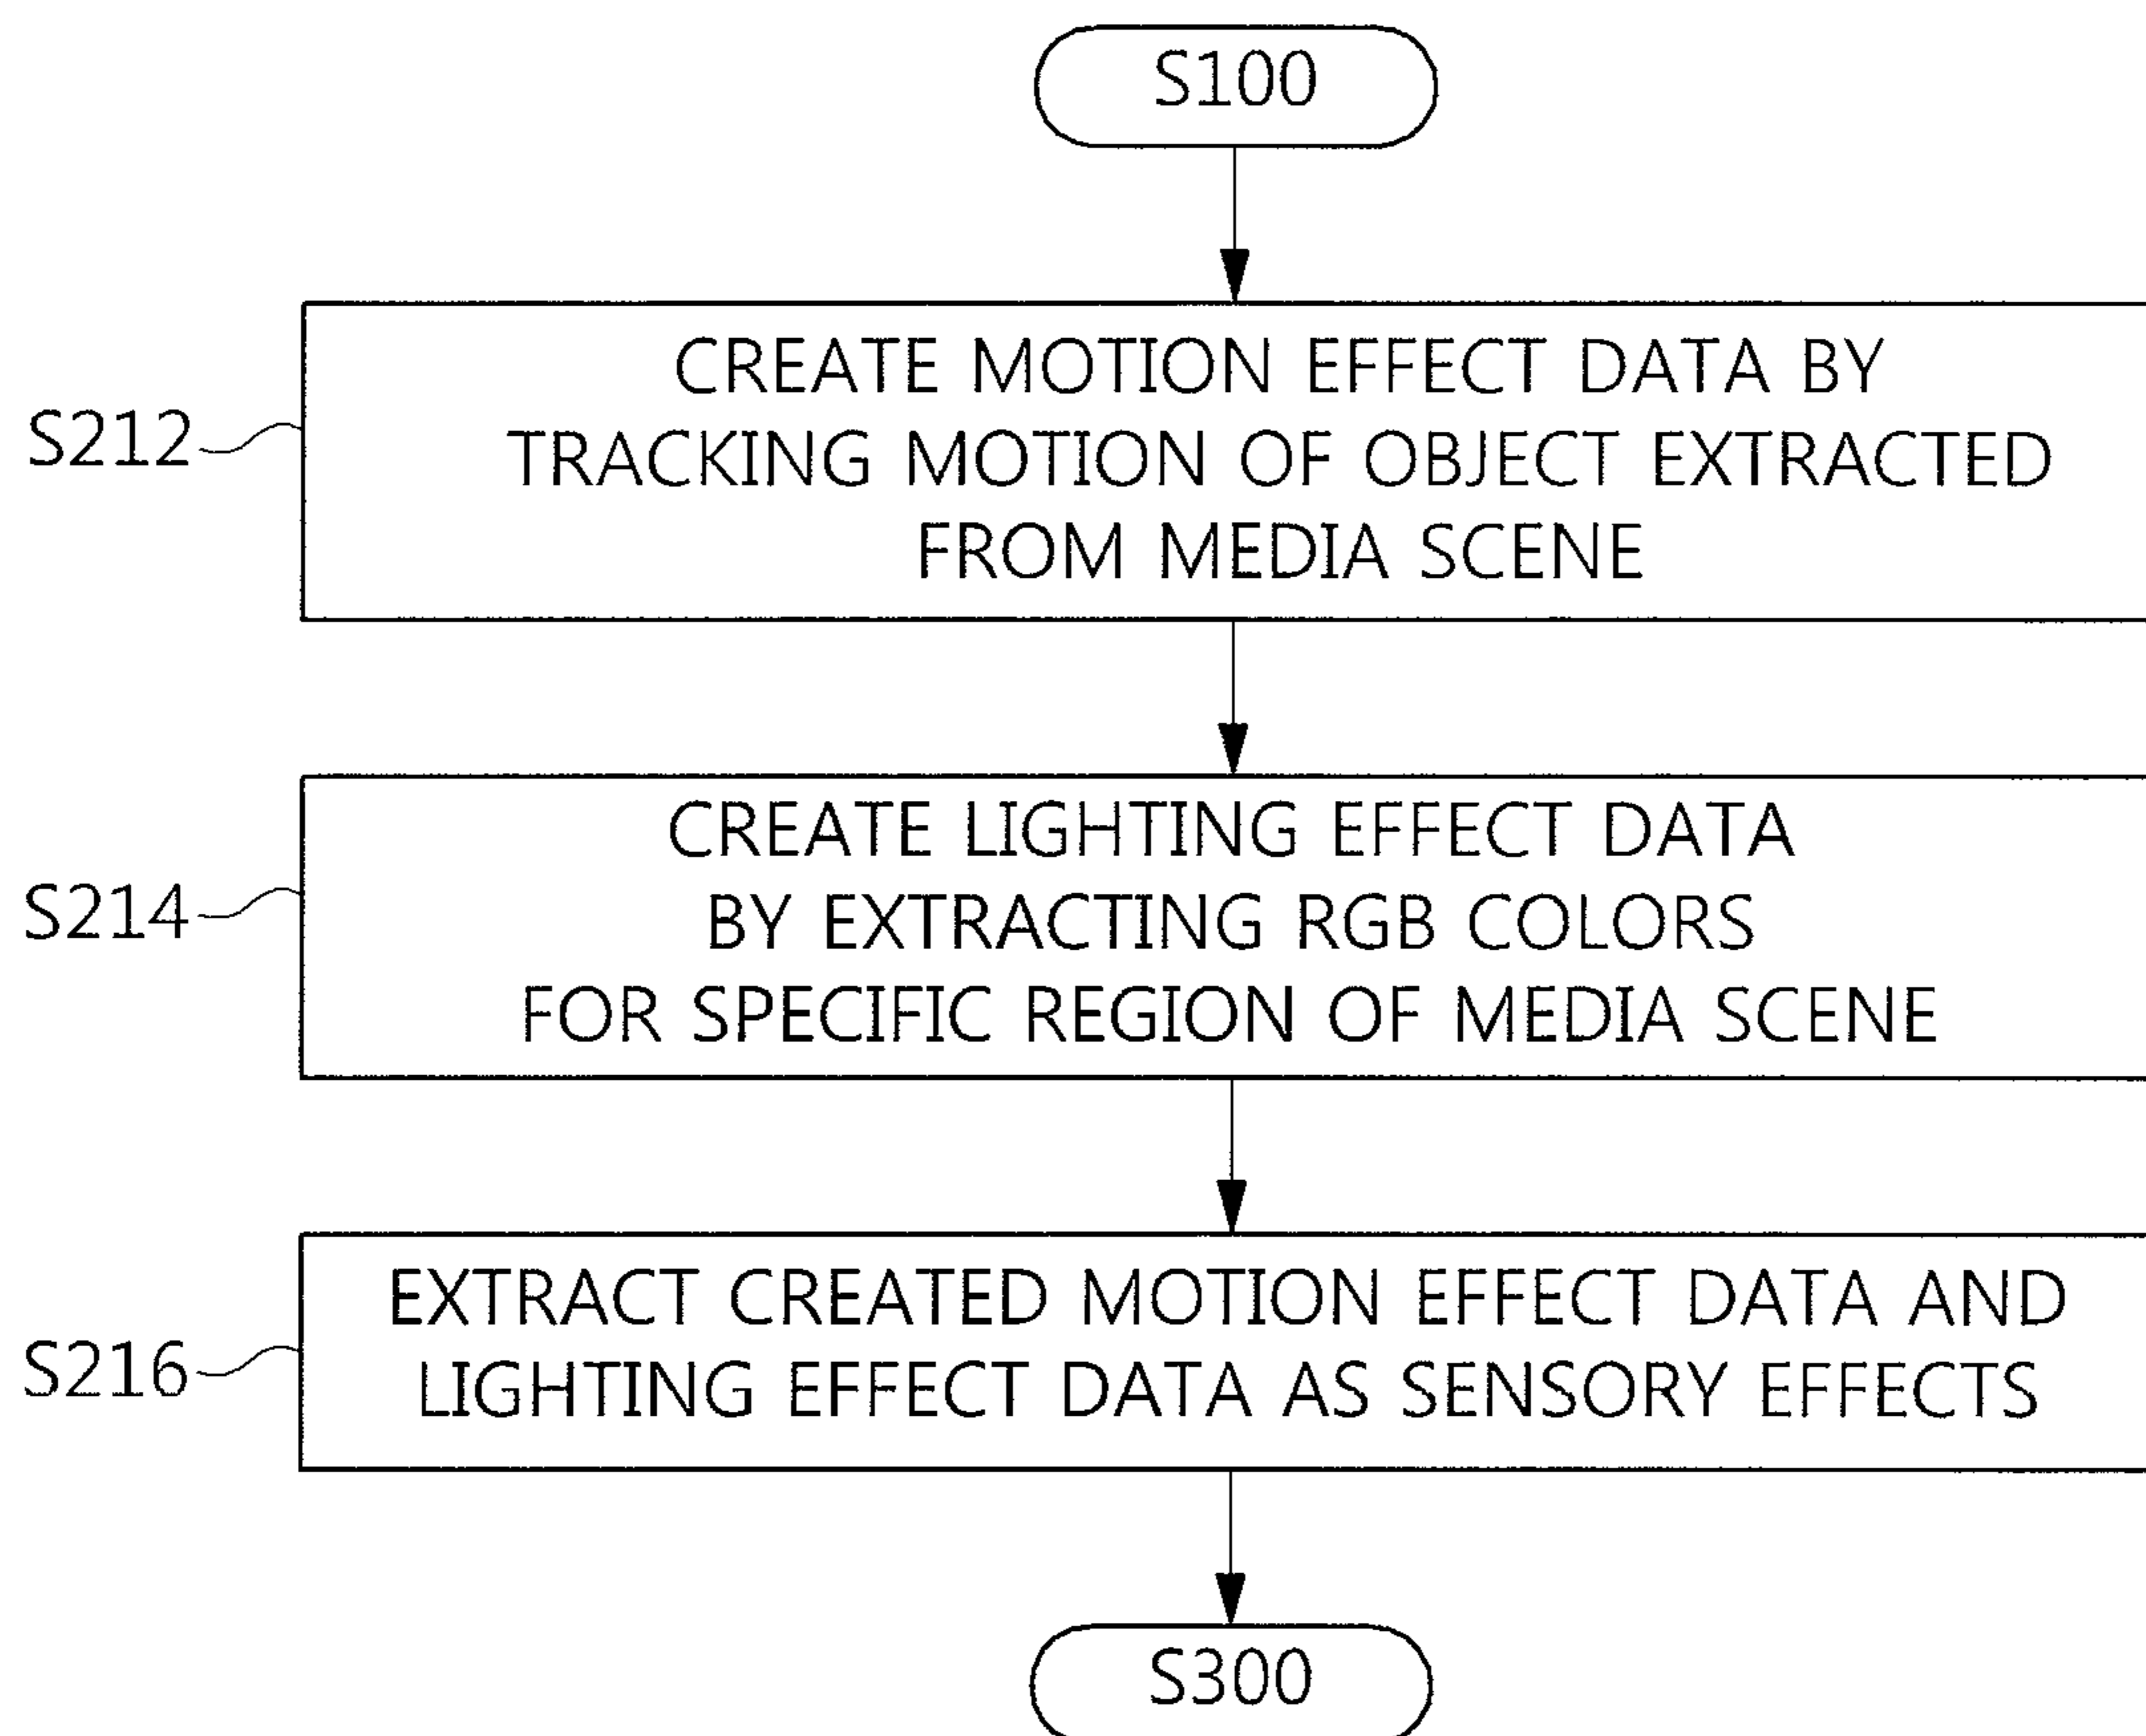 S100
CREATE MOTION EFFECT DATA BY
S212
TRACKING MOTION OF OBJECT EXTRACTED
FROM MEDIA SCENE
CREATE LIGHTING EFFECT DATA
S214
BY EXTRACTING RGB COLORS
FOR SPECIFIC REGION OF MEDIA SCENE
EXTRACT CREATED MOTION EFFECT DATA AND
S216
LIGHTING EFFECT DATA AS SENSORY EFFECTS
S300